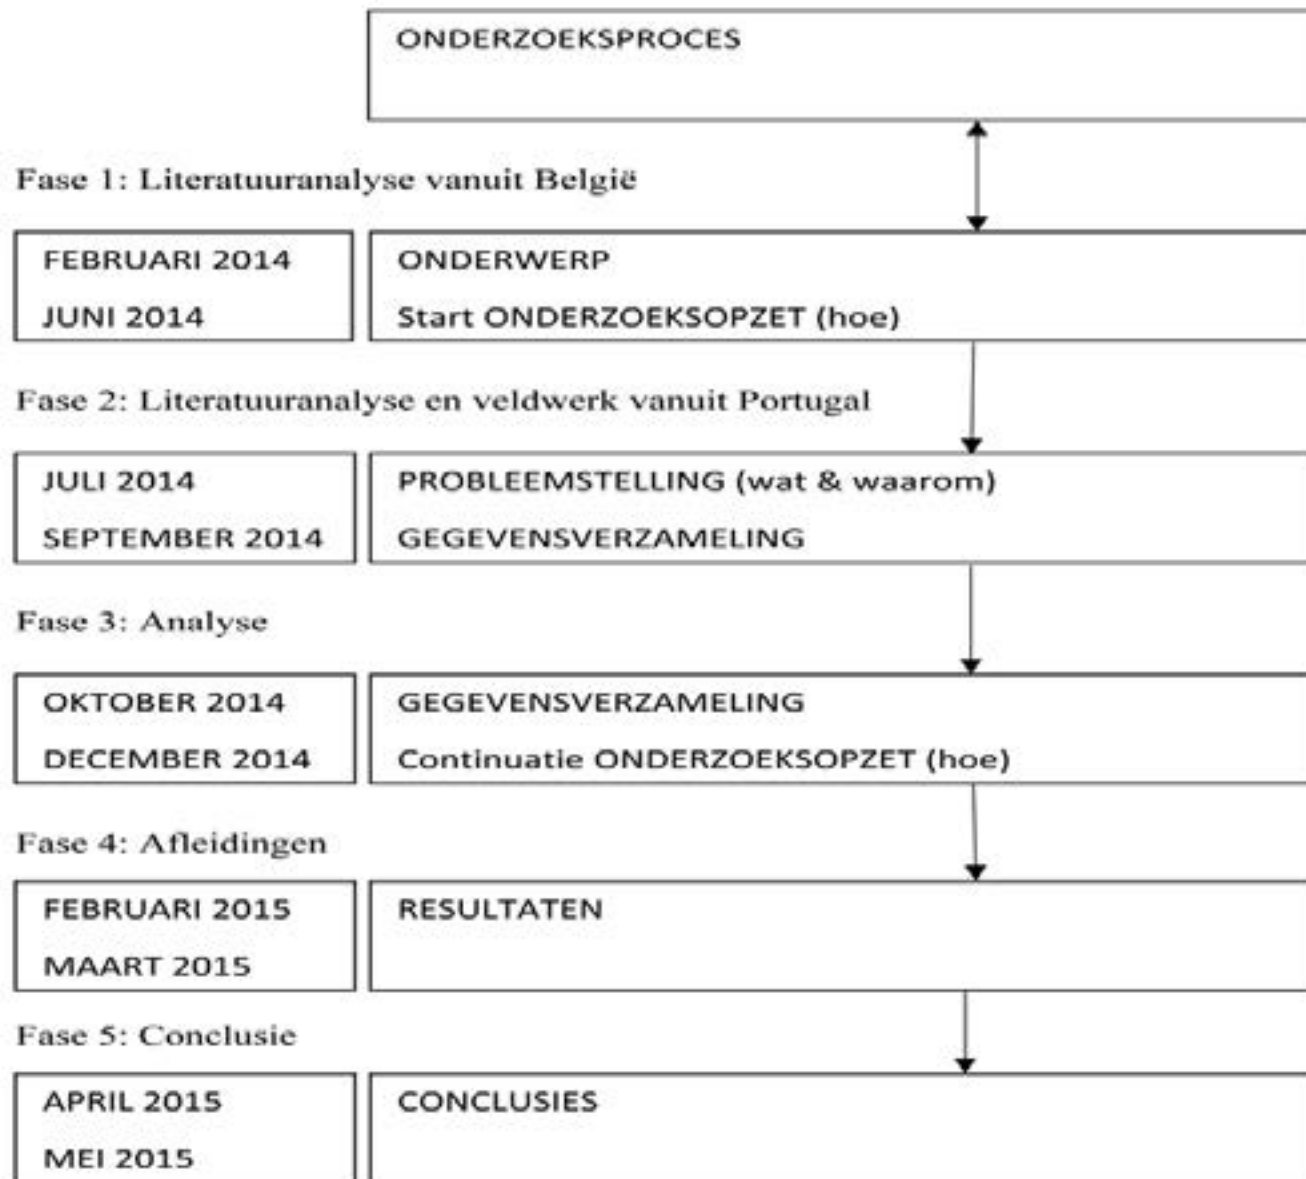 ONDERZOEKSPROCES
Fase 1: Literatuuranalyse vanuit België
FEBRUARI 2014
JUNI 2014
ONDERWERP
Start ONDERZOEKSOPZET (hoe)
Fase 2: Literatuuranalyse en veldwerk vanuit Portugal
JULI 2014
SEPTEMBER 2014
PROBLEEMSTELLING (wat & waarom)
GEGEVENSVERZAMELING
Fase 3: Analyse
OKTOBER 2014
DECEMBER 2014
GEGEVENSVERZAMELING
Continuatie ONDERZOEKSOPZET (hoe)
Fase 4: Afleidingen
FEBRUARI 2015
MAART 2015
RESULTATEN
Fase 5: Conclusie
APRIL 2015
MEI 2015
CONCLUSIES